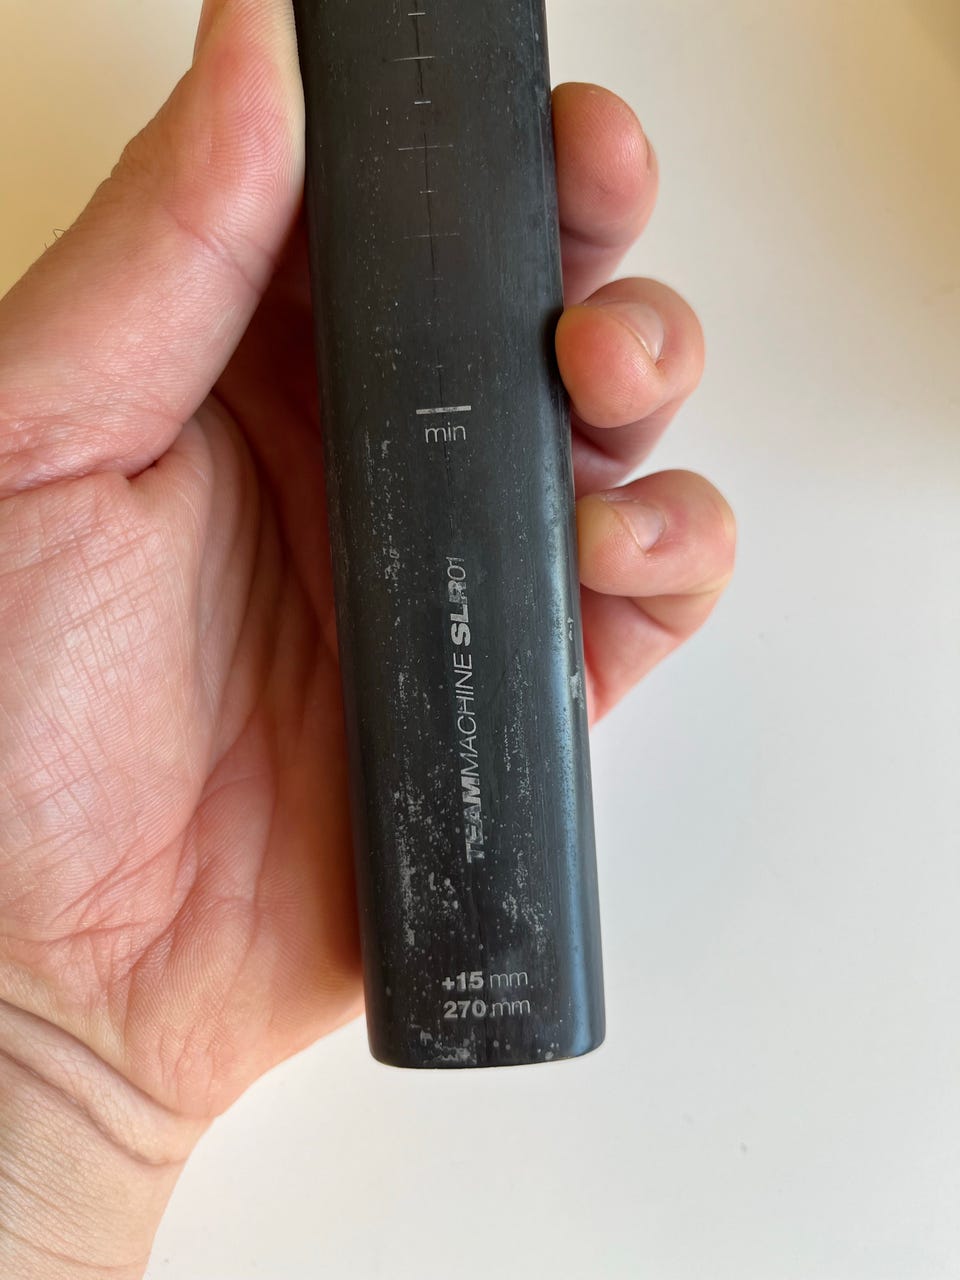 min
TEAMMACHINE SLR01
+15 mm
270 mm